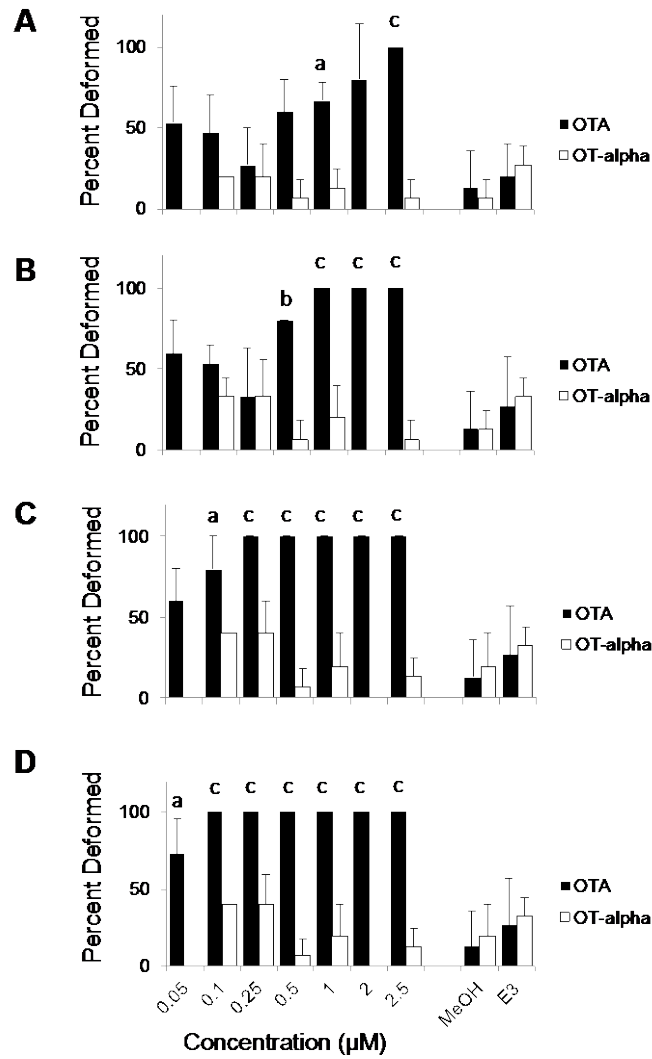 A
Percent Deformed
100
50
0
a
c
OTA
OT-alpha
B
Percent Deformed
100
50
0
b
c c c
OTA
OT-alpha
C
Percent Deformed
100
50
0
a c c c c c
OTA
OT-alpha
D
Percent Deformed
100
50
0
a c c c c c c
OTA
OT-alpha
0.05 0.1 0.25 0.5 1 2 2.5 MeOH E3
Concentration (µM)